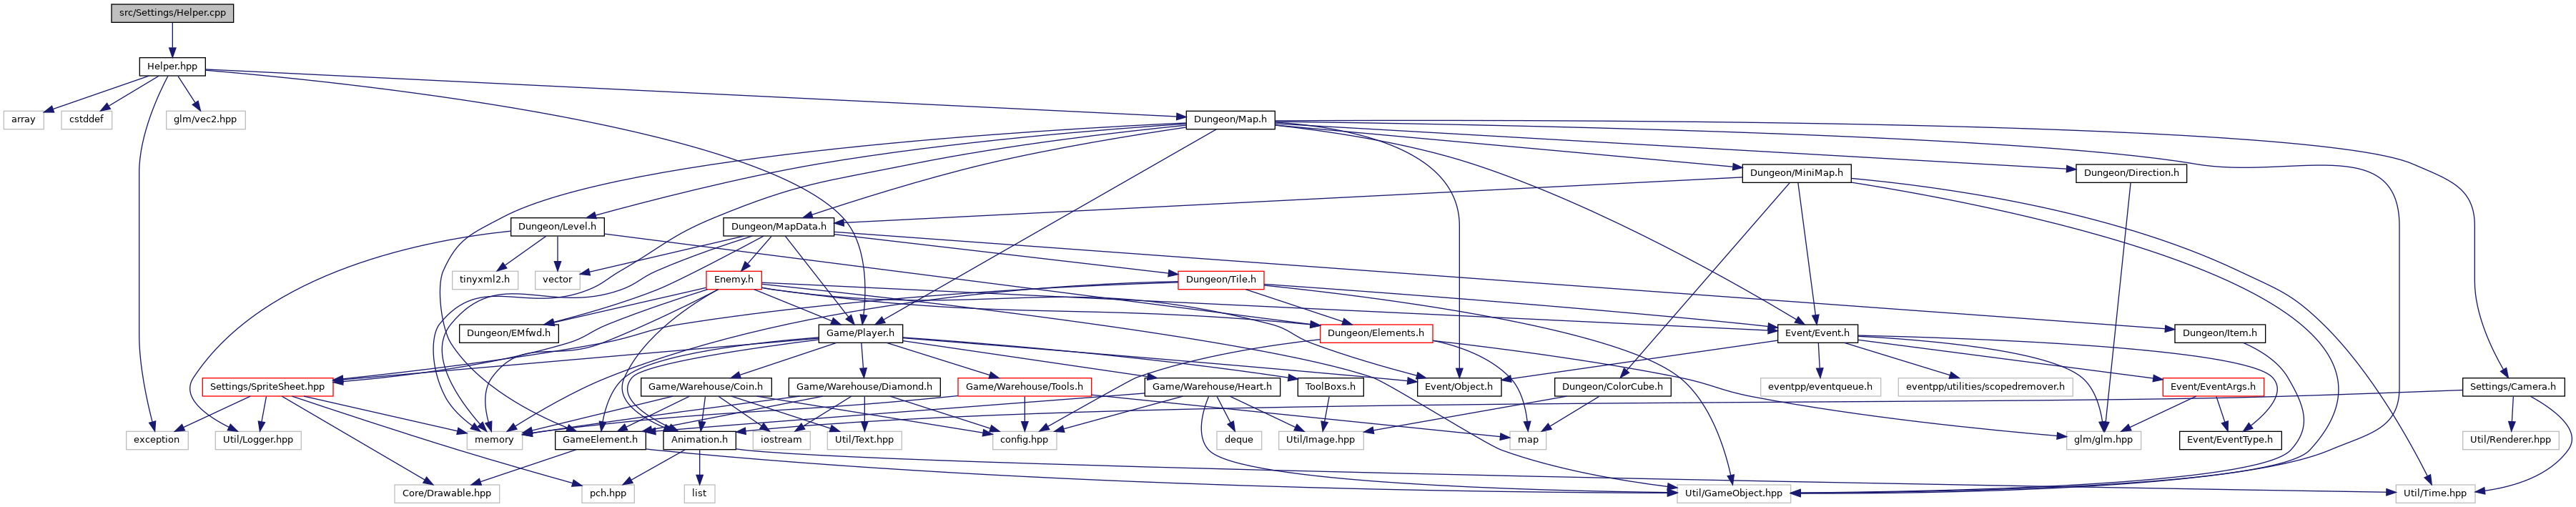 src/Settings/Helper.cpp
Helper.hpp
array
cstddef
glm/vec2.hpp
Dungeon/Map.h
Dungeon/MiniMap.h
Dungeon/Direction.h
Dungeon/Level.h
Dungeon/MapData.h
tinyxml2.h
vector
Enemy.h
Dungeon/Tile.h
Dungeon/EMfwd.h
Game/Player.h
Dungeon/Elements.h
Event/Event.h
Dungeon/Item.h
Settings/SpriteSheet.hpp
Game/Warehouse/Coin.h
Game/Warehouse/Diamond.h
Game/Warehouse/Tools.h
Game/Warehouse/Heart.h
ToolBoxs.h
Event/Object.h
Dungeon/ColorCube.h
eventpp/eventqueue.h
eventpp/utilities/scopedremover.h
Event/EventArgs.h
Settings/Camera.h
exception
Util/Logger.hpp
memory
GameElement.h
Animation.h
iostream
Util/Text.hpp
config.hpp
deque
Util/Image.hpp
map
glm/glm.hpp
Event/EventType.h
Util/Renderer.hpp
Core/Drawable.hpp
pch.hpp
list
Util/GameObject.hpp
Util/Time.hpp